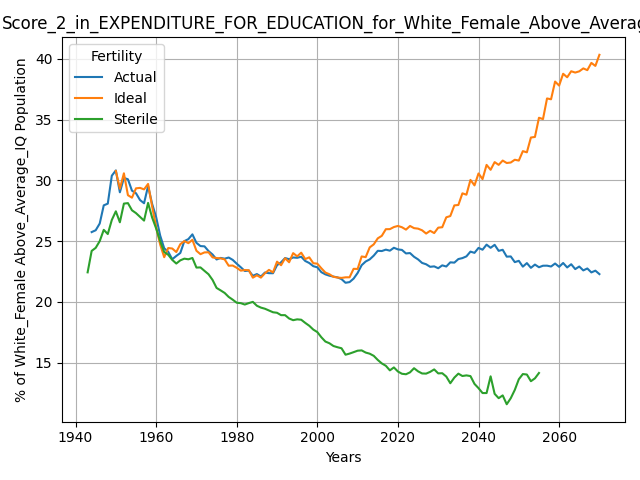 Score_2_in_EXPENDITURE_FOR_EDUCATION_for_White_Female_Above_Averag
Fertility
Actual
Ideal
Sterile
% of White_Female Above_Average_IQ Population
40
35
30
25
20
15
1940 1960 1980 2000 2020 2040 2060
Years